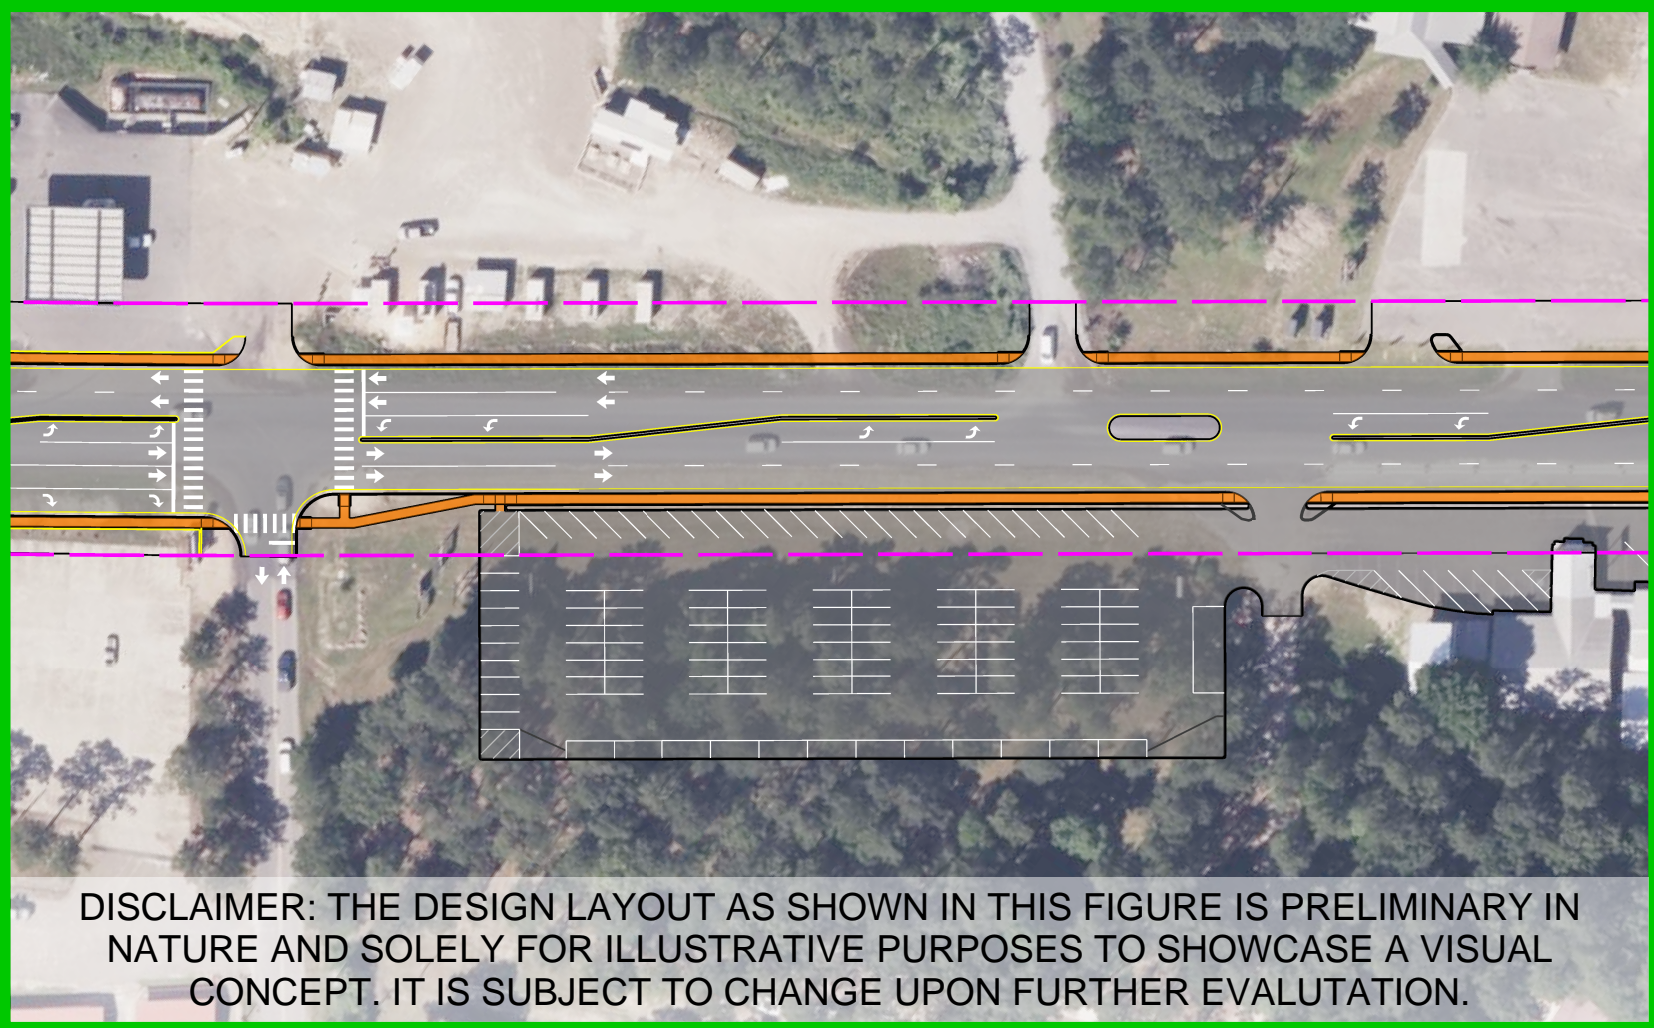 DISCLAIMER: THE DESIGN LAYOUT AS SHOWN IN THIS FIGURE IS PRELIMINARY IN
NATURE AND SOLELY FOR ILLUSTRATIVE PURPOSES TO SHOWCASE A VISUAL
CONCEPT. IT IS SUBJECT TO CHANGE UPON FURTHER EVALUTATION.